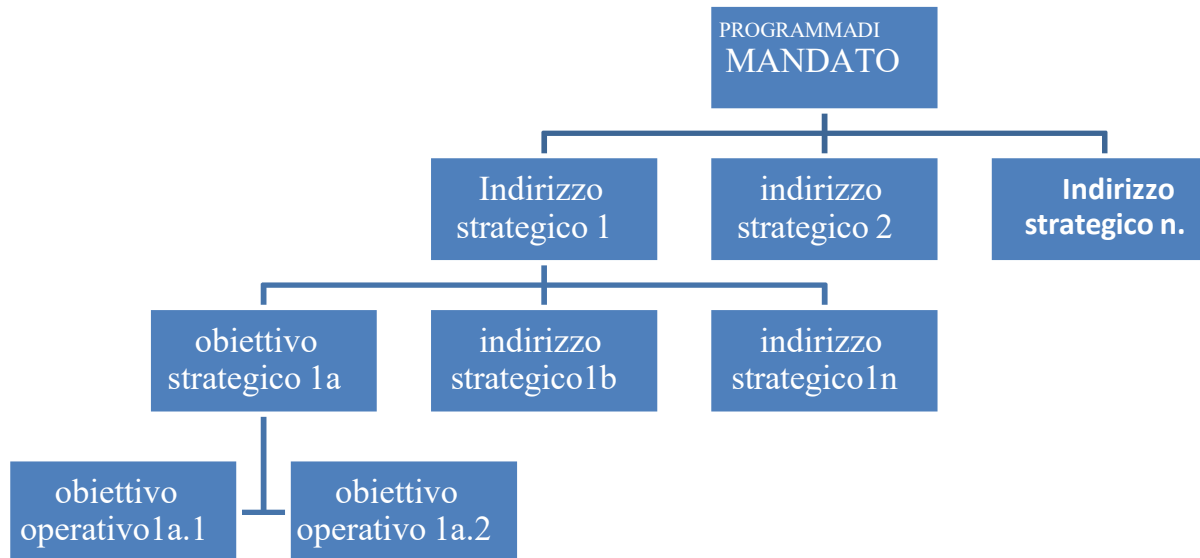 PROGRAMMADI
MANDATO
Indirizzo
strategico 1
indirizzo
strategico 2
Indirizzo
strategico n.
obiettivo
strategico 1a
indirizzo
strategico1b
indirizzo
strategico1n
obiettivo
operativo1a.1
obiettivo
operativo 1a.2